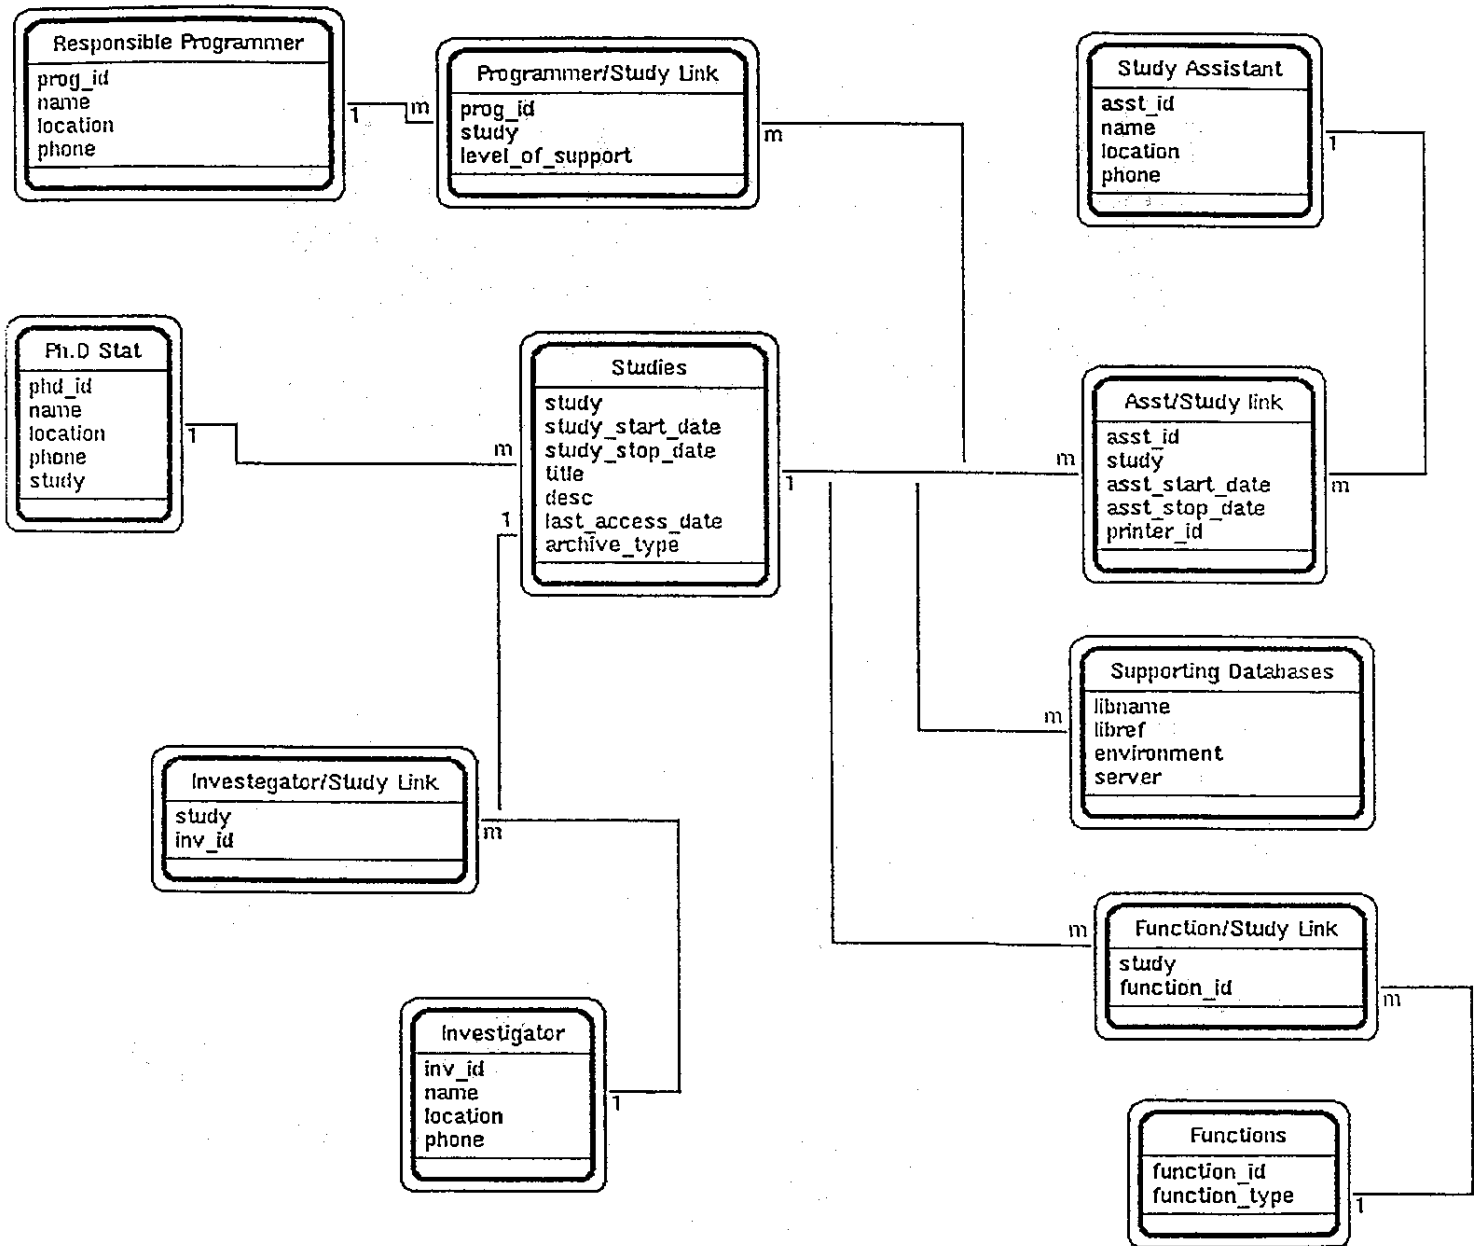 Responsible Programmer
prog_id
name
location
phone
1
m
Programmer/Study Link
prog_id
study
level_of_support
m
Study Assistant
asst_id
name
location
phone
1
Ph.D Stat
phd_id
name
location
phone
study
1
m
Studies
study
study_start_date
study_stop_date
title
desc
last_access_date
archive_type
1
1
m
Asst/Study link
asst_id
study
asst_start_date
asst_stop_date
printer_id
m
m
Supporting Databases
libname
libref
environment
server
Investegator/Study Link
study
inv_id
m
m
Function/Study Link
study
function_id
m
Investigator
inv_id
name
location
phone
1
Functions
function_id
function_type
1